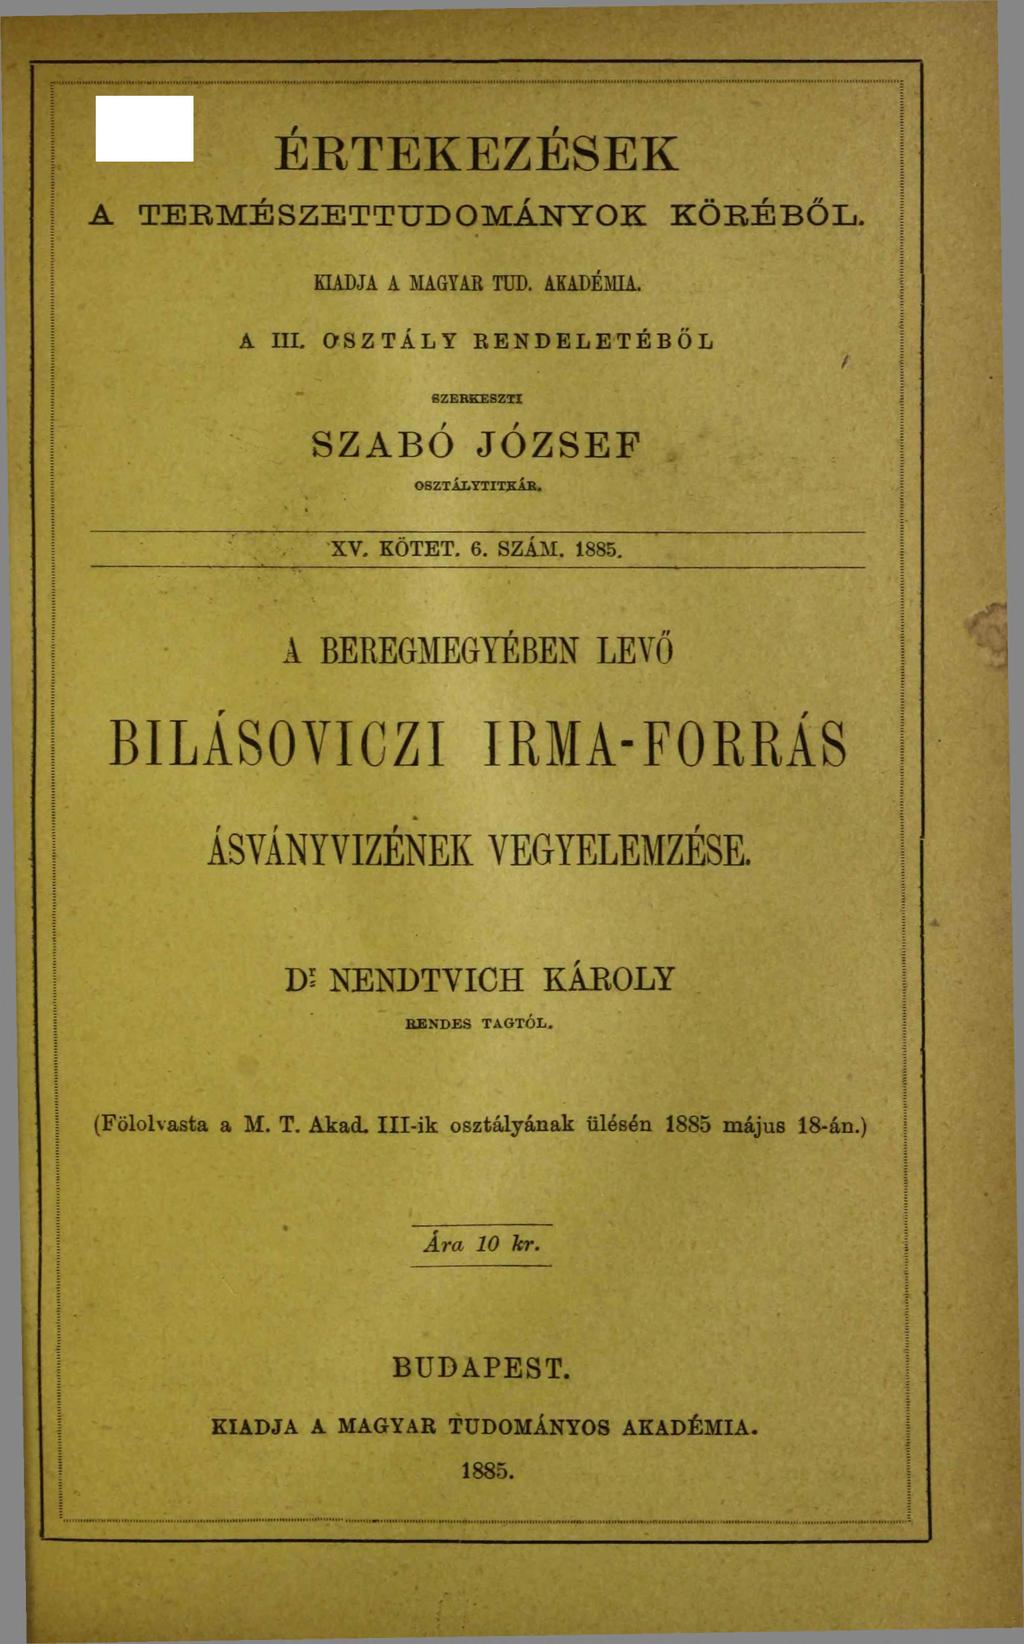 ÉRTEKEZÉSEK
A TERMÉSZETTUDOMÁNYOK KÖRÉBŐL.
KIADJA A MAGYAR TUD. AKADÉMIA.
A III. OSZTÁLY RENDELETÉBŐL
SZERKESZTI
SZABÓ JÓZSEF
OSZTÁLYTITKÁR.
XV. KÖTET. 6. SZÁM. 1885.
A BEREGMEGYÉBEN LEVŐ
BILÁSOVICZI IRMA-FORRÁS
ÁSVÁNYVIZÉNEK VEGYELEMZÉSE.
Dr. NENDTVICH KÁROLY
RENDES TAGTÓL.
(Fölolvasta a M. T. Akad. III-ik osztályának ülésén 1885 május 18-án.)
Ára 10 kr.
BUDAPEST.
KIADJA A MAGYAR TUDOMÁNYOS AKADÉMIA.
1885.